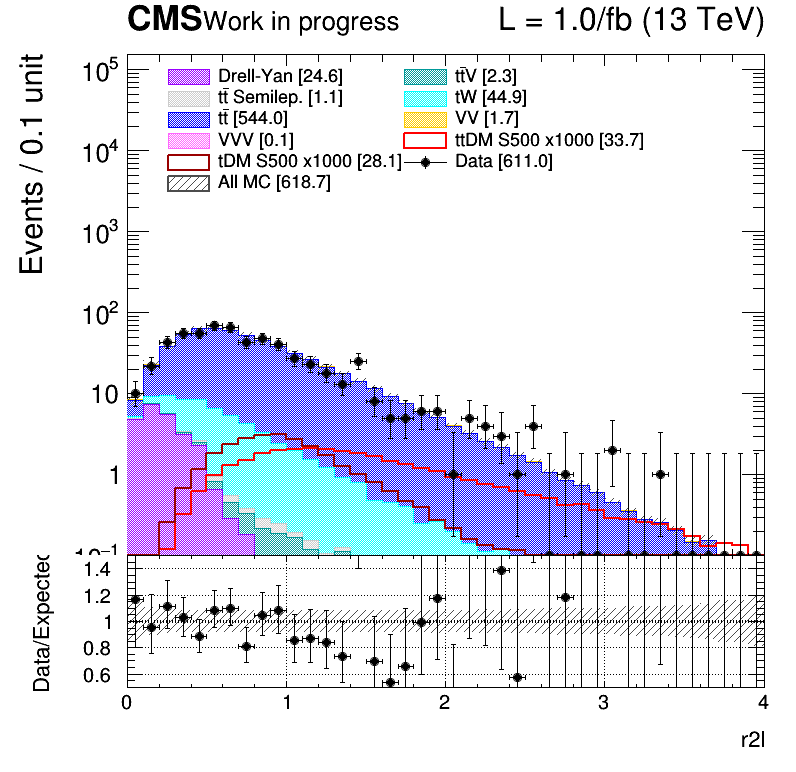 CMS Work in progress L = 1.0/fb (13 TeV)
Events / 0.1 unit
10⁵
10⁴
10³
10²
10
1
10⁻¹
Drell-Yan [24.6] tt̄V [2.3]
tt̄ Semilep. [1.1] tW [44.9]
tt̄ [544.0] VV [1.7]
VVV [0.1] ttDM S500 x1000 [33.7]
tDM S500 x1000 [28.1] Data [611.0]
All MC [618.7]
Data/Expected
1.4
1.2
1
0.8
0.6
0 1 2 3 4
r2l